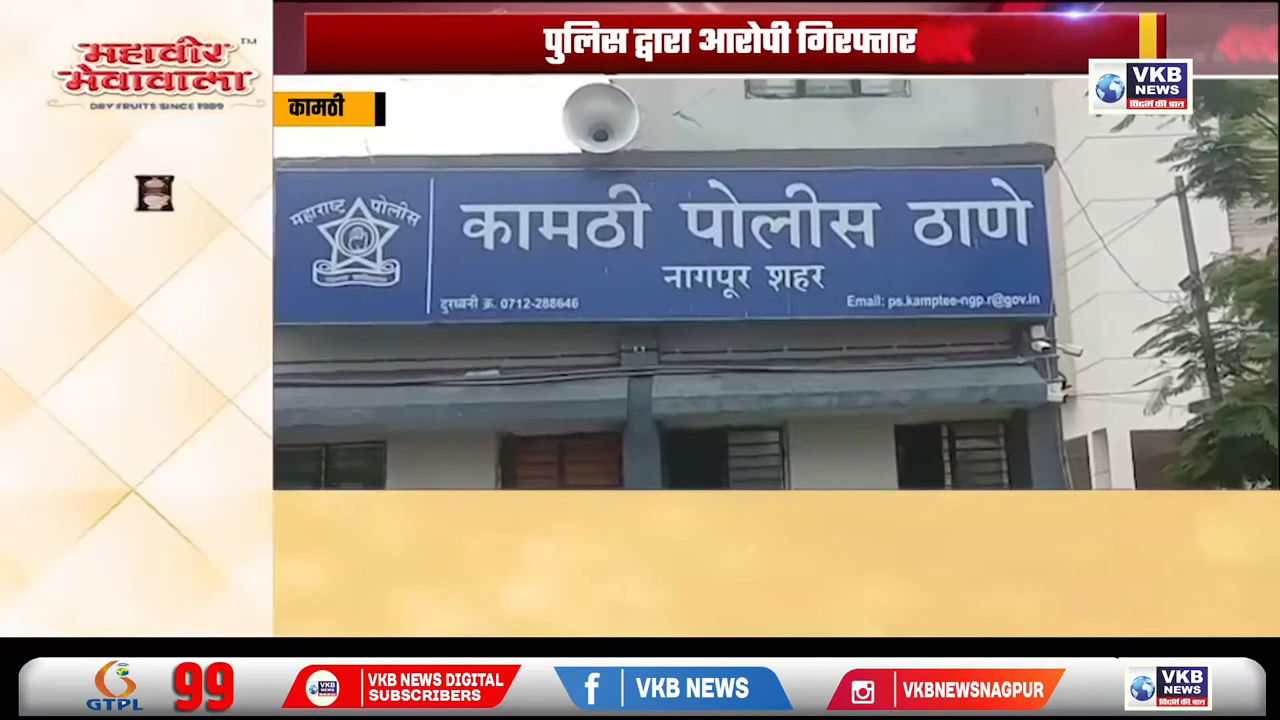 पुलिस द्वारा आरोपी गिरफ्तार
महावीर
मेवावाला
TM
DRY FRUITS SINCE 1989
VKB
NEWS
विदर्भ की बात
कामठी
महाराष्ट्र पोलीस
कामठी पोलीस ठाणे
नागपूर शहर
दुरध्वनी क्र. 0712-288646
Email: ps.kamptee-ngp.r@gov.in
GTPL
99
VKB NEWS DIGITAL
SUBSCRIBERS
VKB NEWS
VKBNEWSNAGPUR
VKB
NEWS
विदर्भ की बात